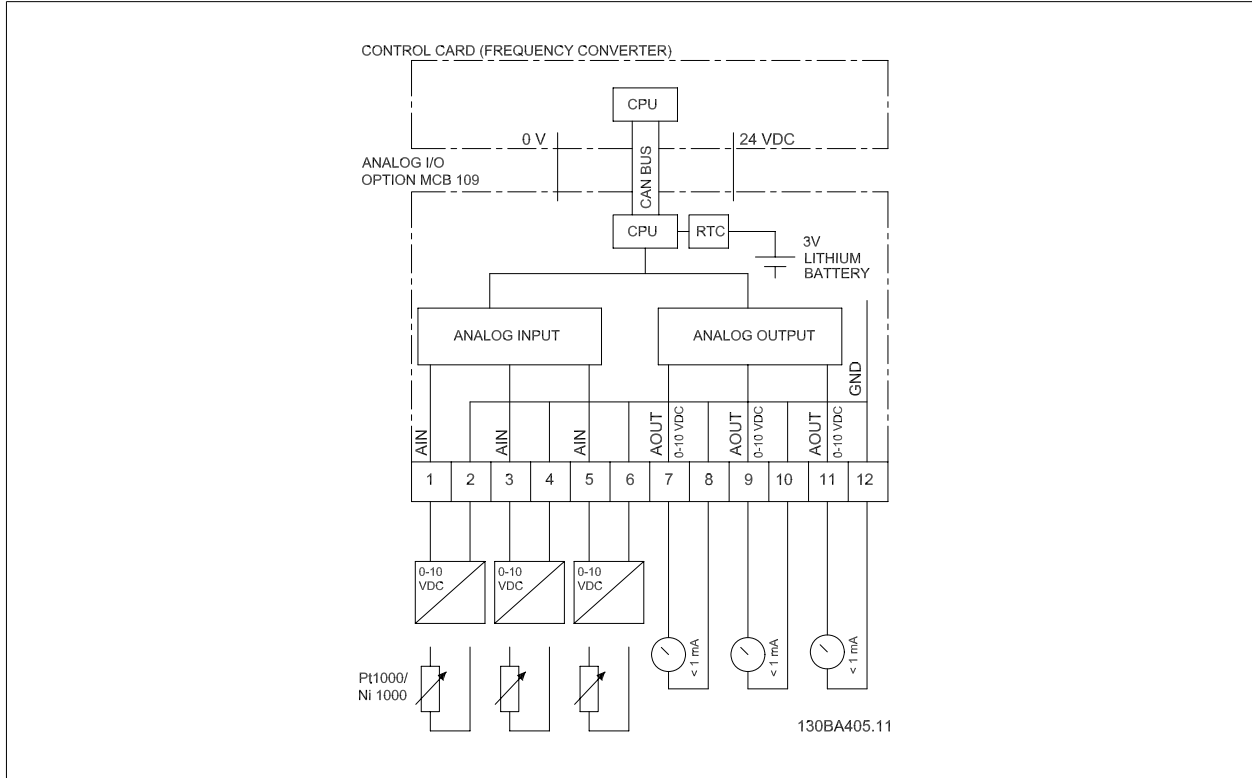 CONTROL CARD (FREQUENCY CONVERTER)
CPU
0 V
24 VDC
CAN BUS
ANALOG I/O
OPTION MCB 109
CPU
RTC
3V
LITHIUM
BATTERY
ANALOG INPUT
ANALOG OUTPUT
GND
AIN
AIN
AIN
AOUT
0-10 VDC
AOUT
0-10 VDC
AOUT
0-10 VDC
1 2 3 4 5 6 7 8 9 10 11 12
0-10
VDC
0-10
VDC
0-10
VDC
< 1 mA
< 1 mA
< 1 mA
Pt1000/
Ni 1000
130BA405.11